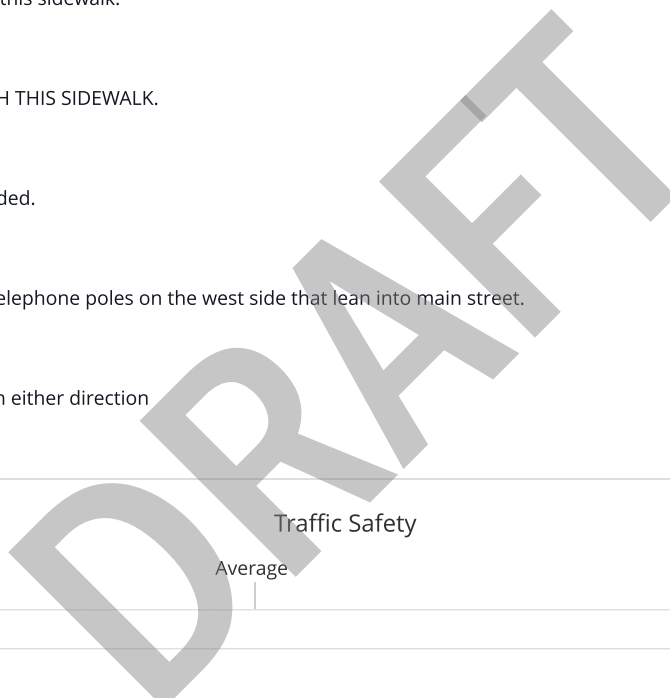 this sidewalk.
H THIS SIDEWALK.
ded.
elephone poles on the west side that lean into main street.
n either direction
Traffic Safety
Average
DRAFT